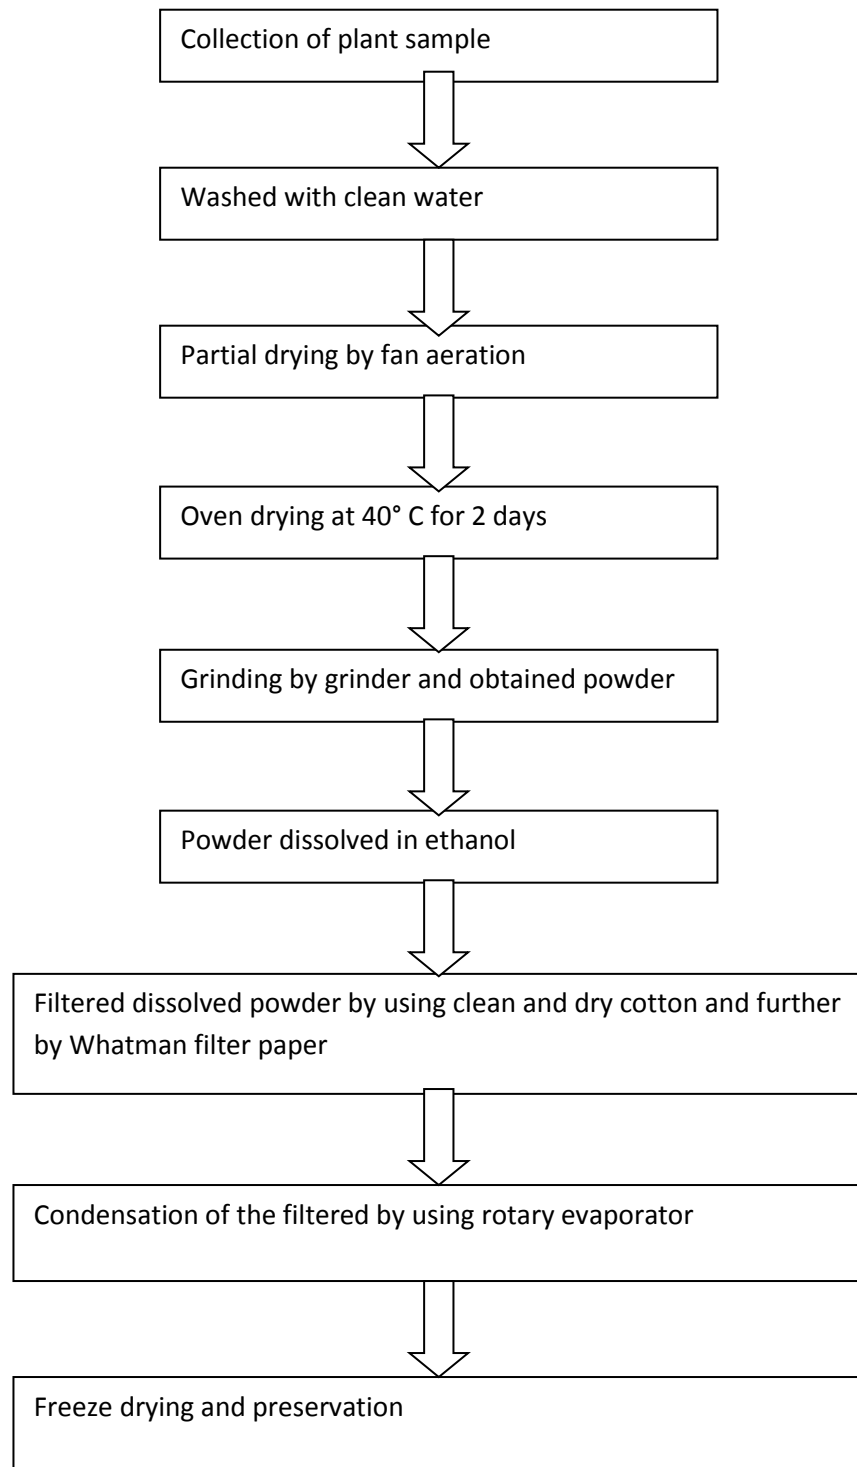 Collection of plant sample
Washed with clean water
Partial drying by fan aeration
Oven drying at 40° C for 2 days
Grinding by grinder and obtained powder
Powder dissolved in ethanol
Filtered dissolved powder by using clean and dry cotton and further
by Whatman filter paper
Condensation of the filtered by using rotary evaporator
Freeze drying and preservation